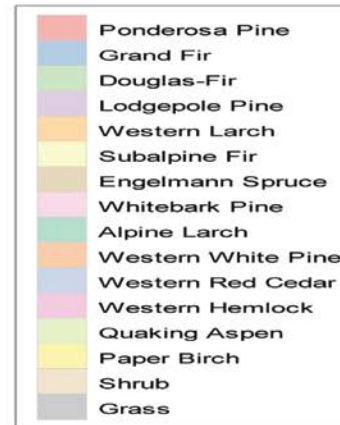 Ponderosa Pine
Grand Fir
Douglas-Fir
Lodgepole Pine
Western Larch
Subalpine Fir
Engelmann Spruce
Whitebark Pine
Alpine Larch
Western White Pine
Western Red Cedar
Western Hemlock
Quaking Aspen
Paper Birch
Shrub
Grass